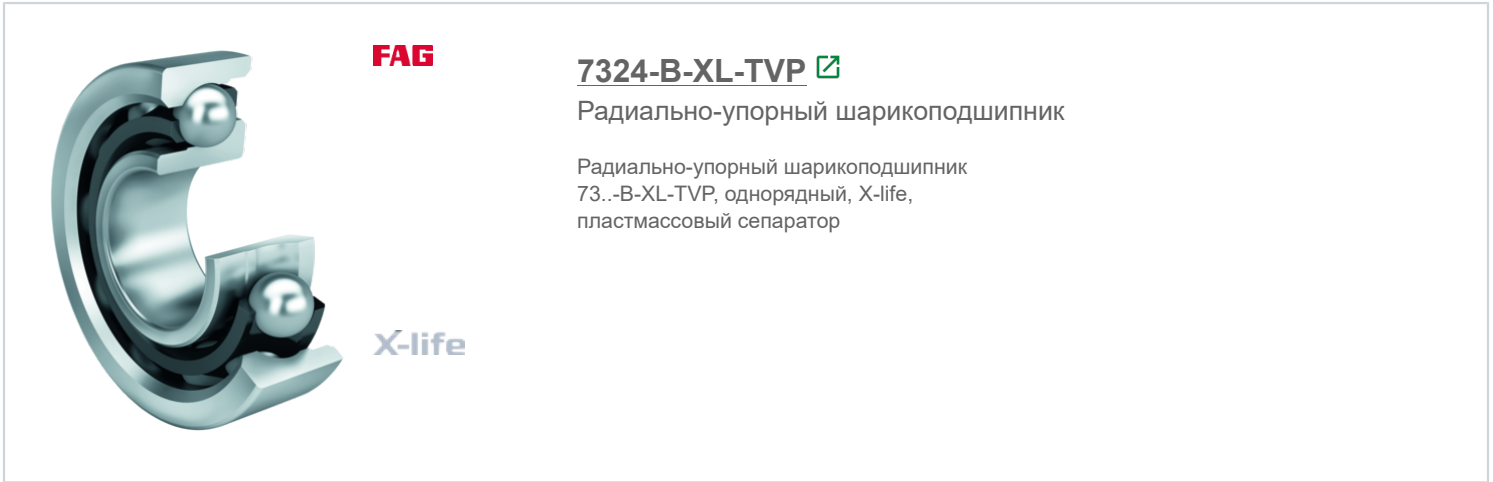 FAG
7324-B-XL-TVP
Радиально-упорный шарикоподшипник
Радиально-упорный шарикоподшипник
73..-B-XL-TVP, однорядный, X-life,
пластмассовый сепаратор
X-life